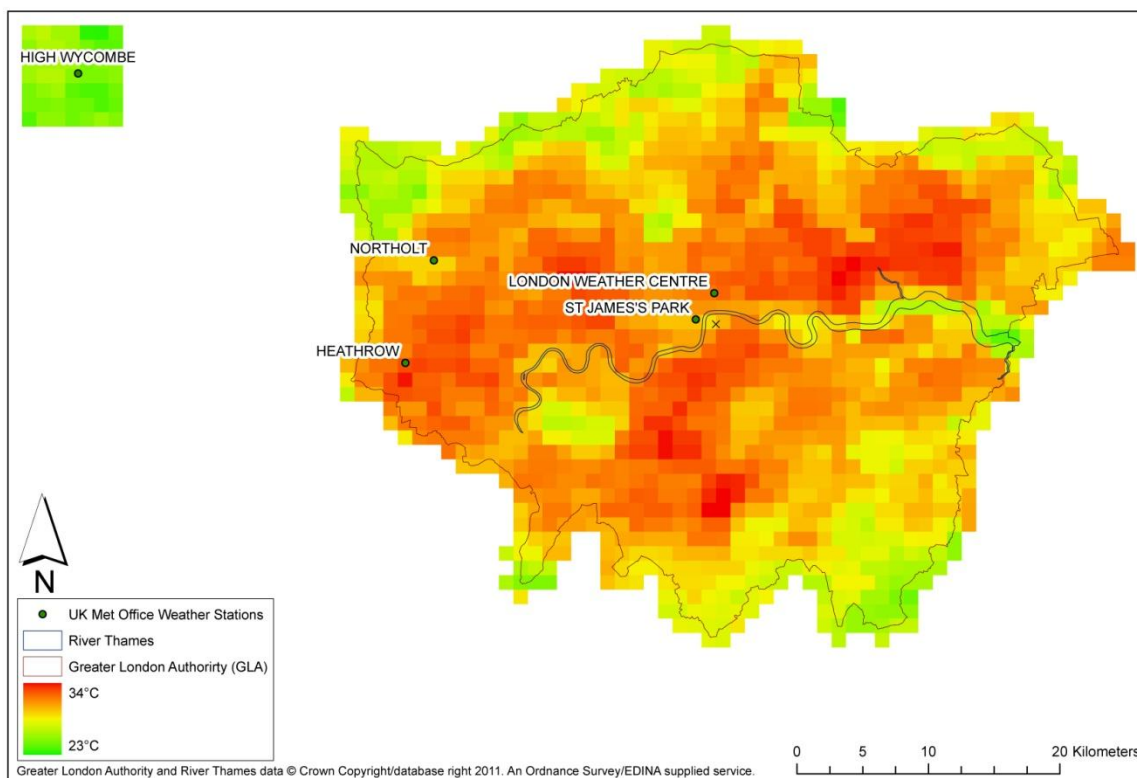 HIGH WYCOMBE
NORTHOLT
LONDON WEATHER CENTRE
ST JAMES'S PARK
HEATHROW
N
UK Met Office Weather Stations
River Thames
Greater London Authorirty (GLA)
34°C
23°C
0 5 10 20 Kilometers
Greater London Authority and River Thames data © Crown Copyright/database right 2011. An Ordnance Survey/EDINA supplied service.